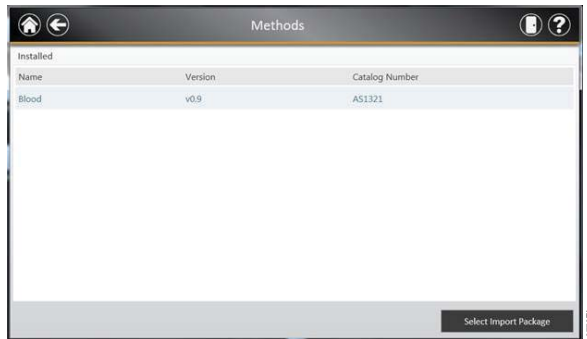 Methods
?
Installed
Name Version Catalog Number
Blood v0.9 AS1321
Select Import Package